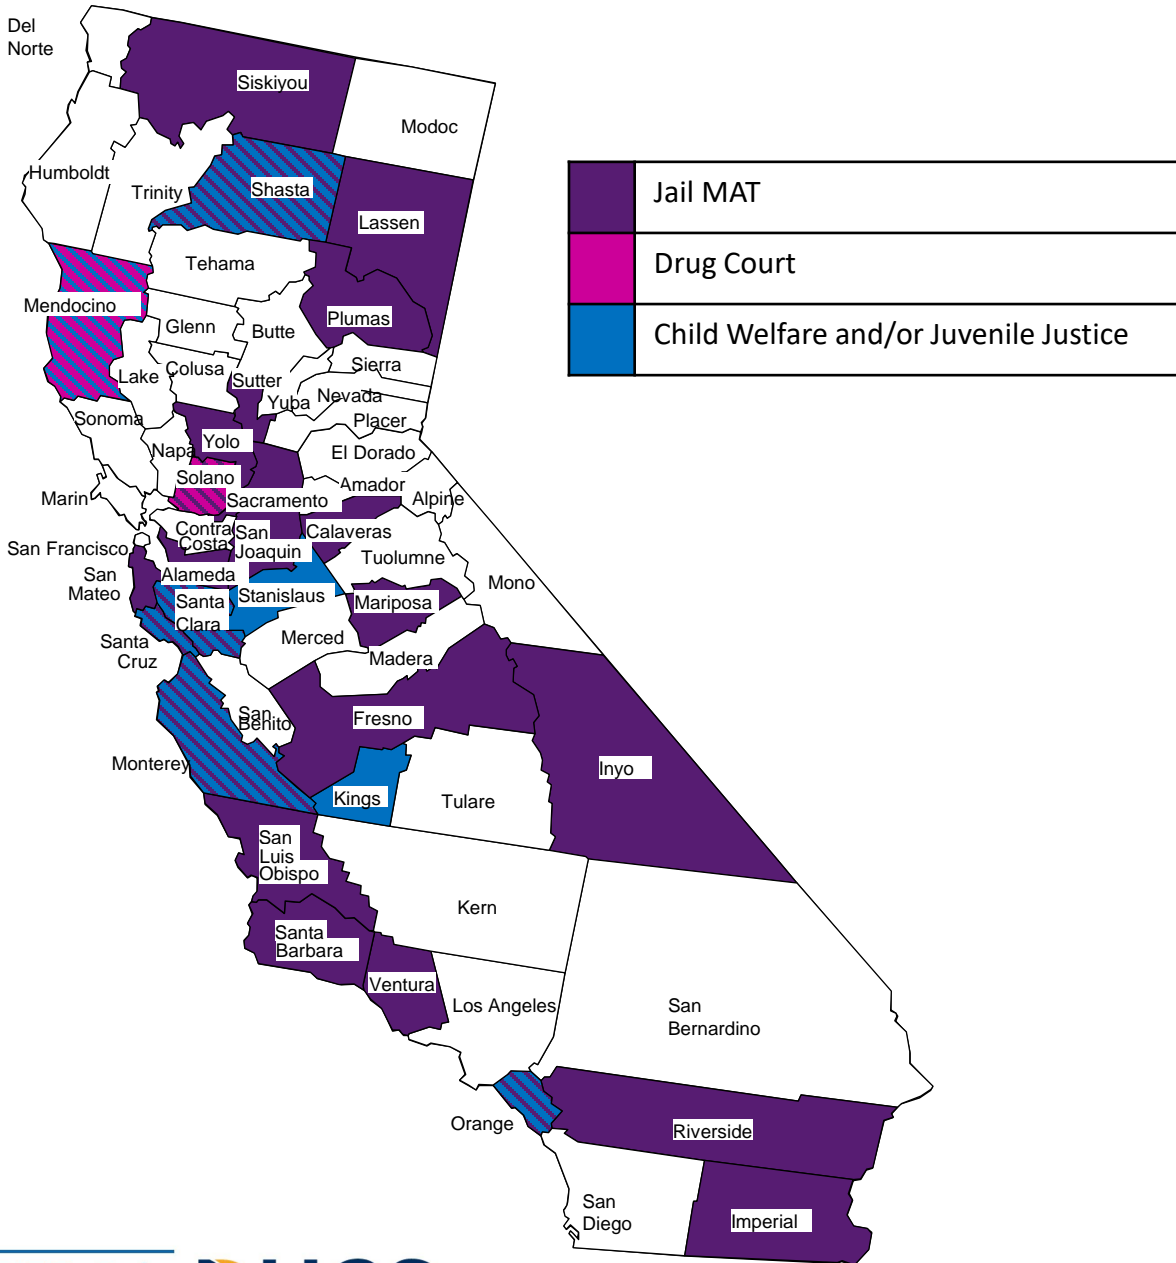 Del
Norte
Siskiyou
Modoc
Humboldt
Trinity
Shasta
Lassen
Jail MAT
Drug Court
Child Welfare and/or Juvenile Justice
Tehama
Mendocino
Glenn
Butte
Plumas
Lake
Colusa
Sutter
Yuba
Sierra
Nevada
Placer
Sonoma
Napa
Yolo
El Dorado
Solano
Sacramento
Amador
Alpine
Marin
Contra
Costa
San
Joaquin
Calaveras
Tuolumne
San Francisco
San
Mateo
Alameda
Stanislaus
Mono
Santa
Clara
Mariposa
Merced
Santa
Cruz
Madera
San
Benito
Fresno
Monterey
Kings
Tulare
Inyo
San
Luis
Obispo
Kern
Santa
Barbara
Ventura
Los Angeles
San
Bernardino
Orange
Riverside
San
Diego
Imperial